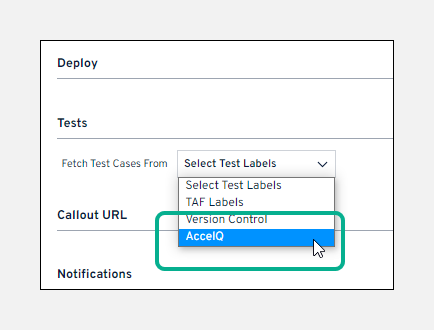 Deploy
Tests
Fetch Test Cases From Select Test Labels
Select Test Labels
TAF Labels
Version Control
AccelQ
Callout URL
Notifications